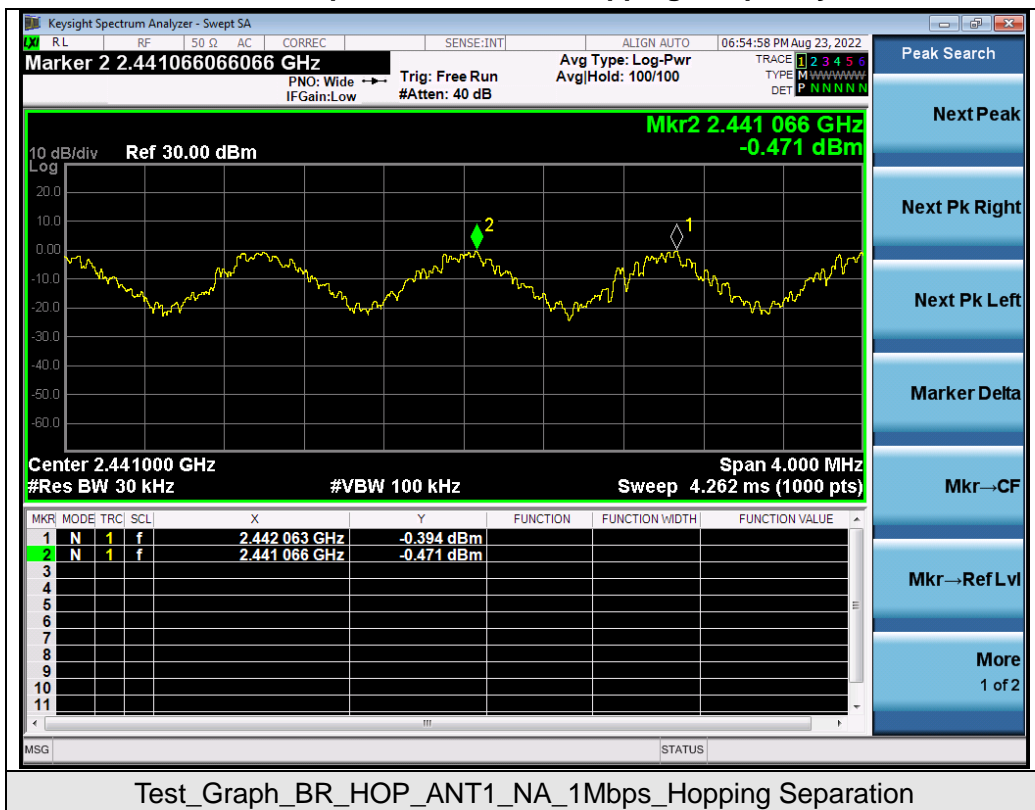 Keysight Spectrum Analyzer - Swept SA
LXI RL RF 50 Ω AC CORREC SENSE:INT ALIGN AUTO 06:54:58 PM Aug 23, 2022
Marker 2 2.441066066066 GHz
PNO: Wide
IFGain:Low
Trig: Free Run
#Atten: 40 dB
Avg Type: Log-Pwr
Avg|Hold: 100/100
TRACE 1 2 3 4 5 6
TYPE M WWWWW
DET P N N N N N
Mkr2 2.441 066 GHz
-0.471 dBm
10 dB/div Ref 30.00 dBm
Log
20.0
10.0
0.00
-10.0
-20.0
-30.0
-40.0
-50.0
-60.0
2
1
Center 2.441000 GHz Span 4.000 MHz
#Res BW 30 kHz #VBW 100 kHz Sweep 4.262 ms (1000 pts)
MKR MODE TRC SCL X Y FUNCTION FUNCTION WIDTH FUNCTION VALUE
1 N 1 f 2.442 063 GHz -0.394 dBm
2 N 1 f 2.441 066 GHz -0.471 dBm
3
4
5
6
7
8
9
10
11
MSG STATUS
Peak Search
Next Peak
Next Pk Right
Next Pk Left
Marker Delta
Mkr→CF
Mkr→Ref Lvl
More
1 of 2
Test_Graph_BR_HOP_ANT1_NA_1Mbps_Hopping Separation